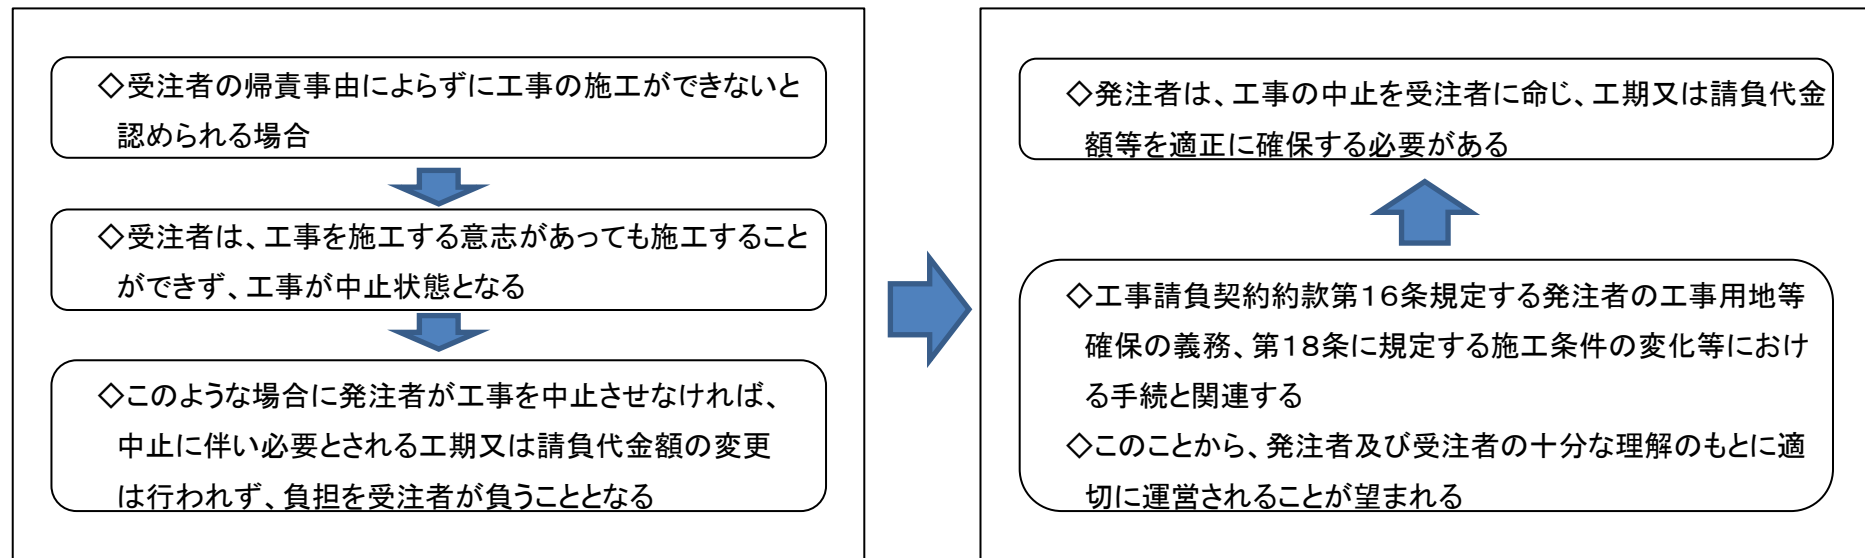 ◇受注者の帰責事由によらずに工事の施工ができないと
認められる場合
◇受注者は、工事を施工する意志があっても施工すること
ができず、工事が中止状態となる
◇このような場合に発注者が工事を中止させなければ、
中止に伴い必要とされる工期又は請負代金額の変更
は行われず、負担を受注者が負うこととなる
◇発注者は、工事の中止を受注者に命じ、工期又は請負代金
額等を適正に確保する必要がある
◇工事請負契約約款第16条規定する発注者の工事用地等
確保の義務、第18条に規定する施工条件の変化等におけ
る手続と関連する
◇このことから、発注者及び受注者の十分な理解のもとに適
切に運営されることが望まれる